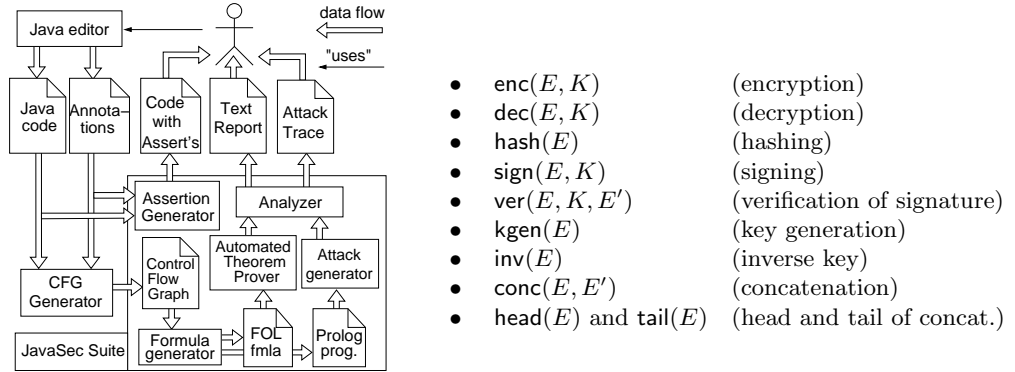 data flow
Java editor
"uses"
Java
code
Annota–
tions
Code
with
Assert's
Text
Report
Attack
Trace
Assertion
Generator
Analyzer
Automated
Theorem
Prover
Attack
generator
Control
Flow
Graph
CFG
Generator
Formula
generator
FOL
fmla
Prolog
prog.
JavaSec Suite
• enc(E, K) (encryption)
• dec(E, K) (decryption)
• hash(E) (hashing)
• sign(E, K) (signing)
• ver(E, K, E′) (verification of signature)
• kgen(E) (key generation)
• inv(E) (inverse key)
• conc(E, E′) (concatenation)
• head(E) and tail(E) (head and tail of concat.)